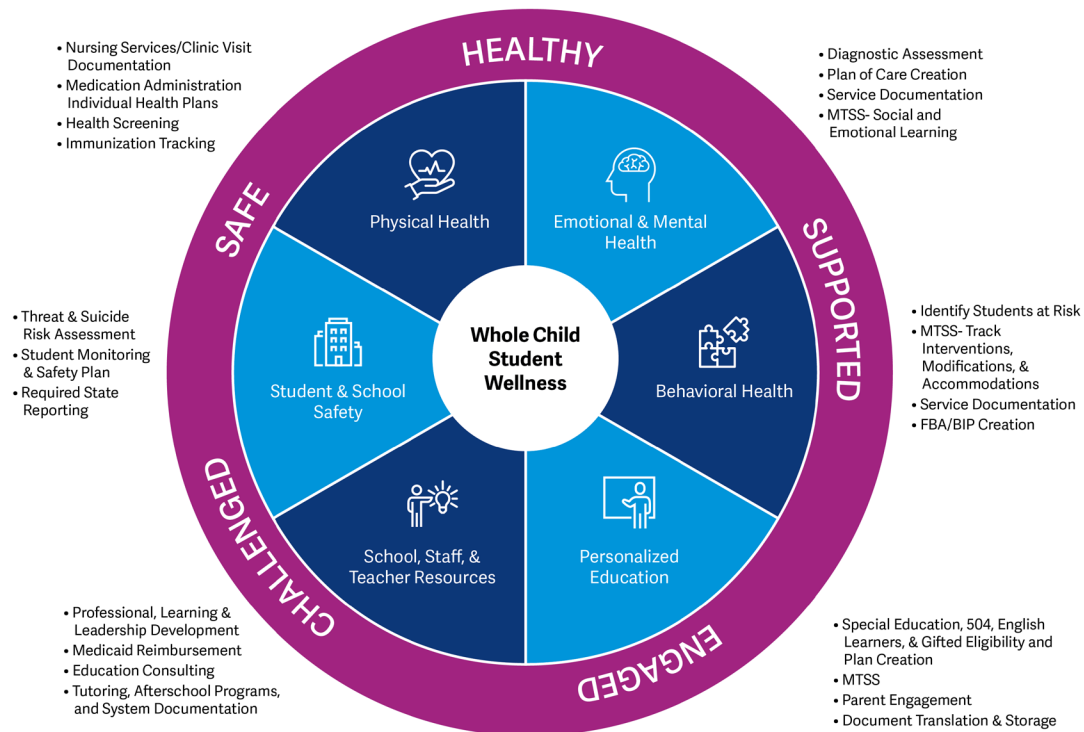 HEALTHY
SUPPORTED
ENGAGED
CHALLENGED
SAFE
Whole Child
Student
Wellness
Physical Health
• Nursing Services/Clinic Visit
Documentation
• Medication Administration
Individual Health Plans
• Health Screening
• Immunization Tracking
Emotional & Mental
Health
• Diagnostic Assessment
• Plan of Care Creation
• Service Documentation
• MTSS- Social and
Emotional Learning
Behavioral Health
• Identify Students at Risk
• MTSS- Track
Interventions,
Modifications, &
Accommodations
• Service Documentation
• FBA/BIP Creation
Personalized
Education
• Special Education, 504, English
Learners, & Gifted Eligibility and
Plan Creation
• MTSS
• Parent Engagement
• Document Translation & Storage
School, Staff, &
Teacher Resources
• Professional, Learning &
Leadership Development
• Medicaid Reimbursement
• Education Consulting
• Tutoring, Afterschool Programs,
and System Documentation
Student & School
Safety
• Threat & Suicide
Risk Assessment
• Student Monitoring
& Safety Plan
• Required State
Reporting